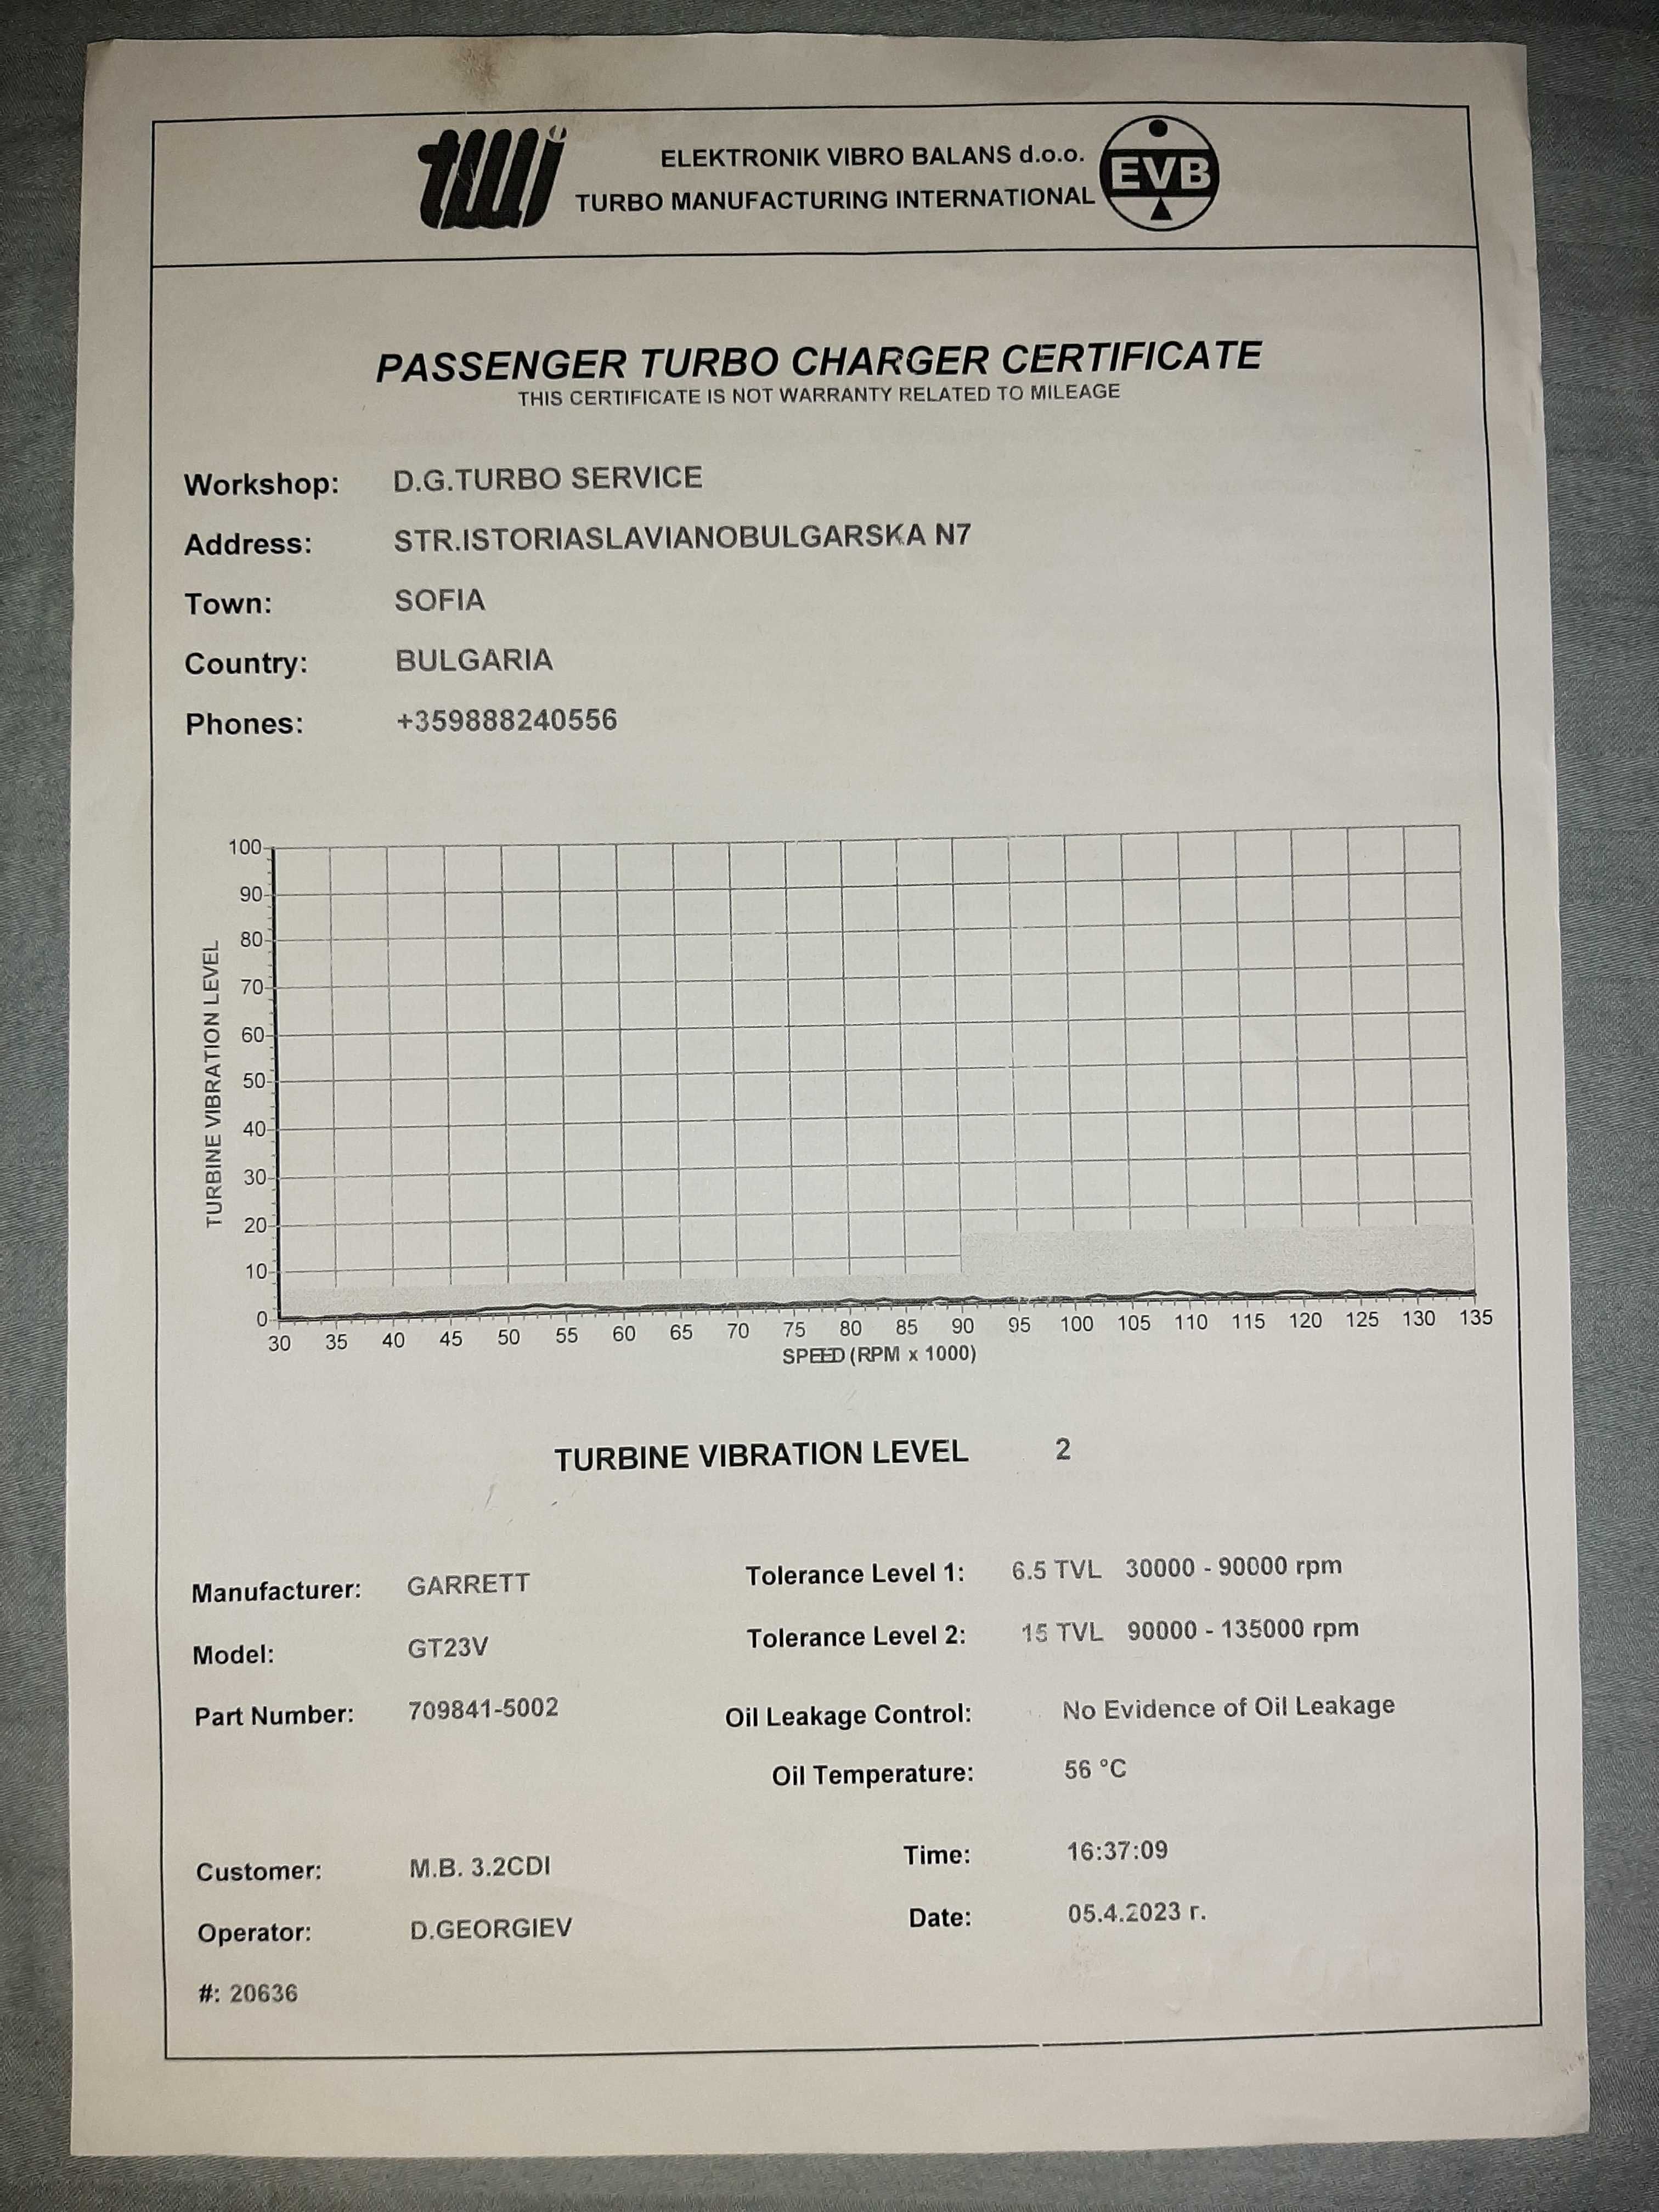 tmi
ELEKTRONIK VIBRO BALANS d.o.o.
TURBO MANUFACTURING INTERNATIONAL
EVB
PASSENGER TURBO CHARGER CERTIFICATE
THIS CERTIFICATE IS NOT WARRANTY RELATED TO MILEAGE
Workshop: D.G.TURBO SERVICE
Address: STR.ISTORIASLAVIANOBULGARSKA N7
Town: SOFIA
Country: BULGARIA
Phones: +359888240556
TURBINE VIBRATION LEVEL
100
90
80
70
60
50
40
30
20
10
0
30 35 40 45 50 55 60 65 70 75 80 85 90 95 100 105 110 115 120 125 130 135
SPEED (RPM x 1000)
TURBINE VIBRATION LEVEL 2
Manufacturer: GARRETT
Model: GT23V
Part Number: 709841-5002
Tolerance Level 1: 6.5 TVL 30000 - 90000 rpm
Tolerance Level 2: 15 TVL 90000 - 135000 rpm
Oil Leakage Control: No Evidence of Oil Leakage
Oil Temperature: 56 °C
Customer: M.B. 3.2CDI
Operator: D.GEORGIEV
#: 20636
Time: 16:37:09
Date: 05.4.2023 г.